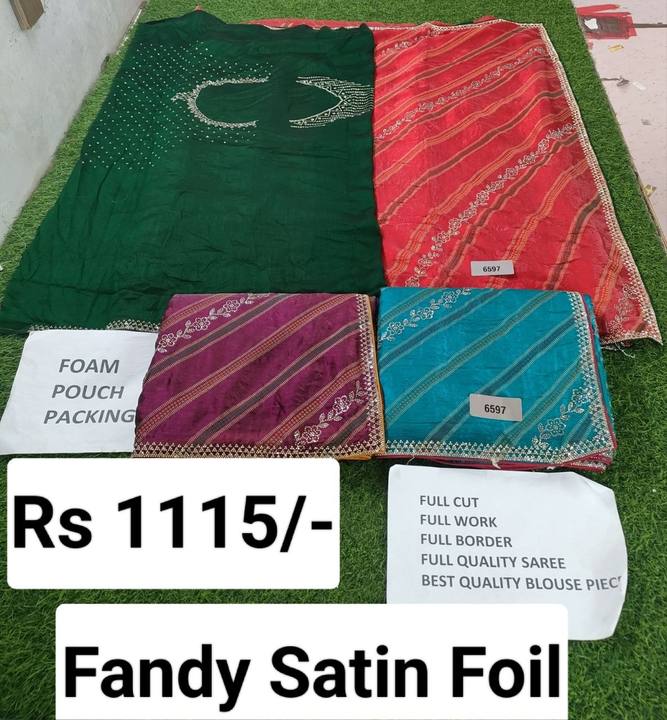 6597
6597
FOAM
POUCH
PACKING
Rs 1115/-
FULL CUT
FULL WORK
FULL BORDER
FULL QUALITY SAREE
BEST QUALITY BLOUSE PIEC
Fandy Satin Foil